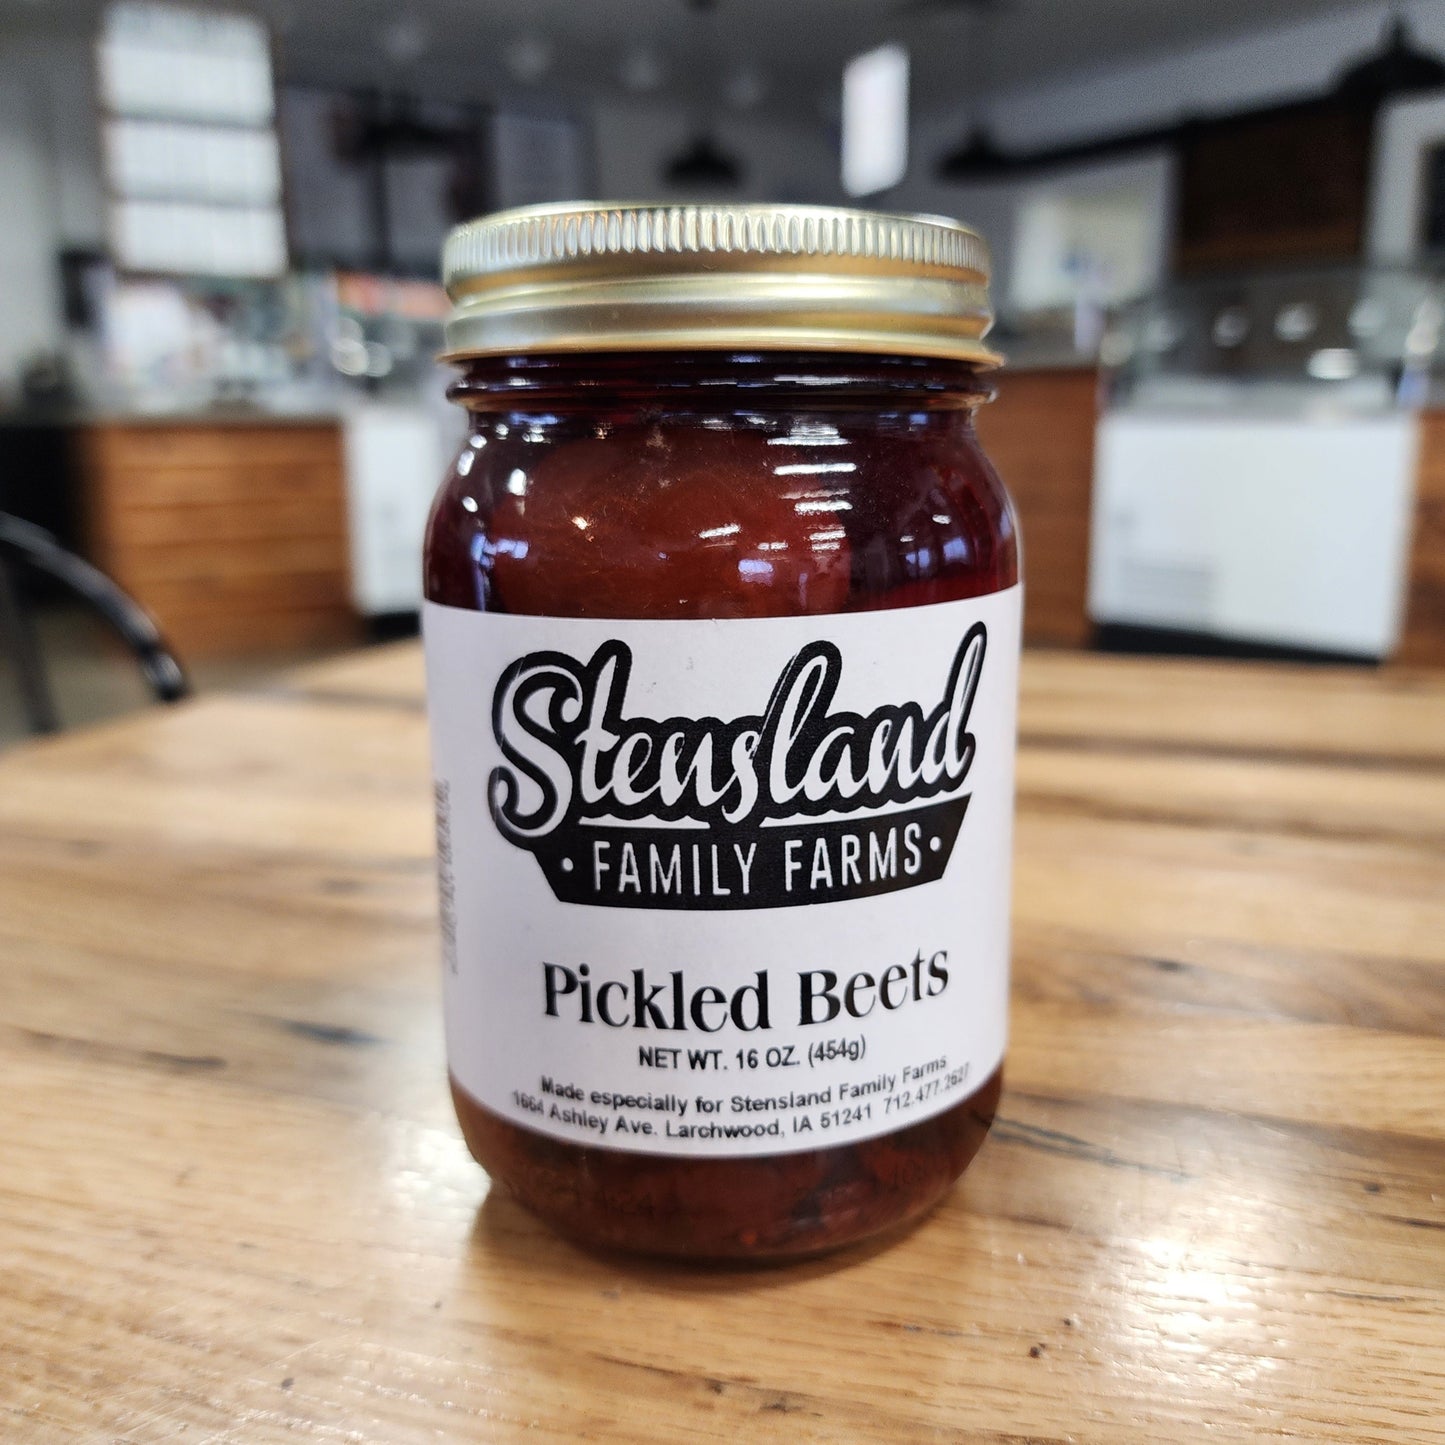 Stensland
• FAMILY FARMS •
Pickled Beets
NET WT. 16 OZ. (454g)
Made especially for Stensland Family Farms
1664 Ashley Ave. Larchwood, IA 51241 712.477.2627